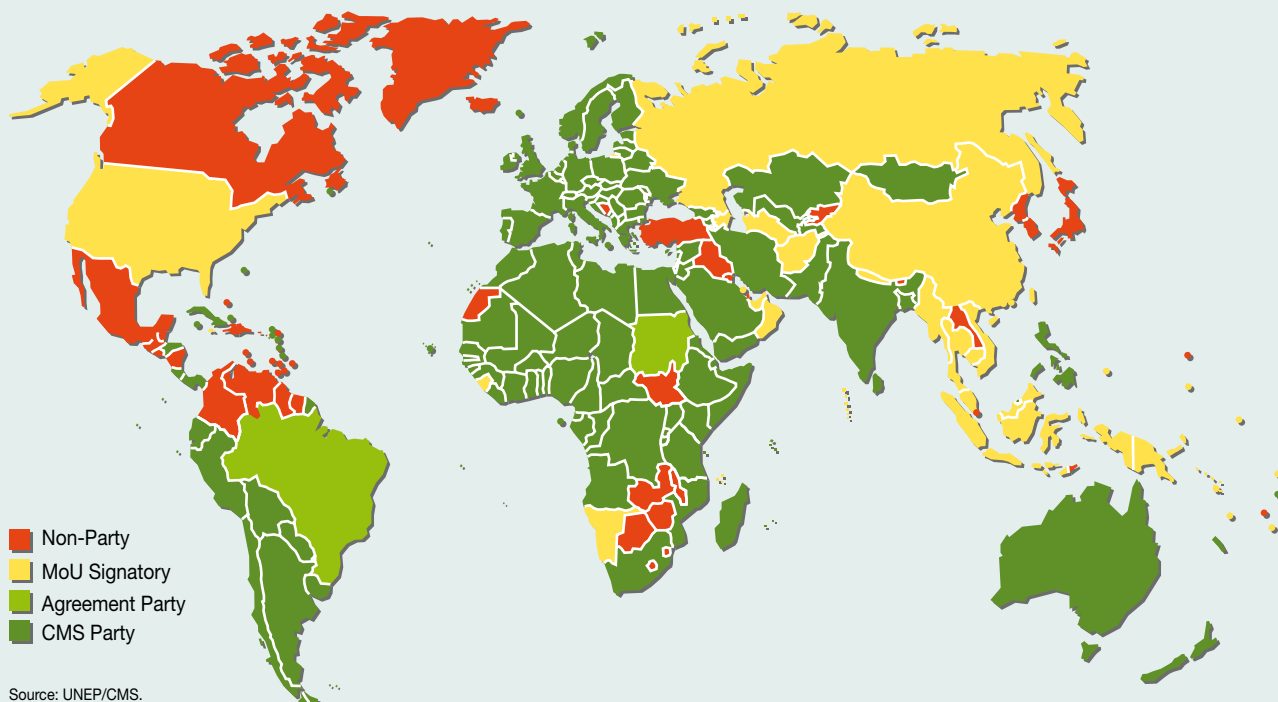 Non-Party
MoU Signatory
Agreement Party
CMS Party
Source: UNEP/CMS.